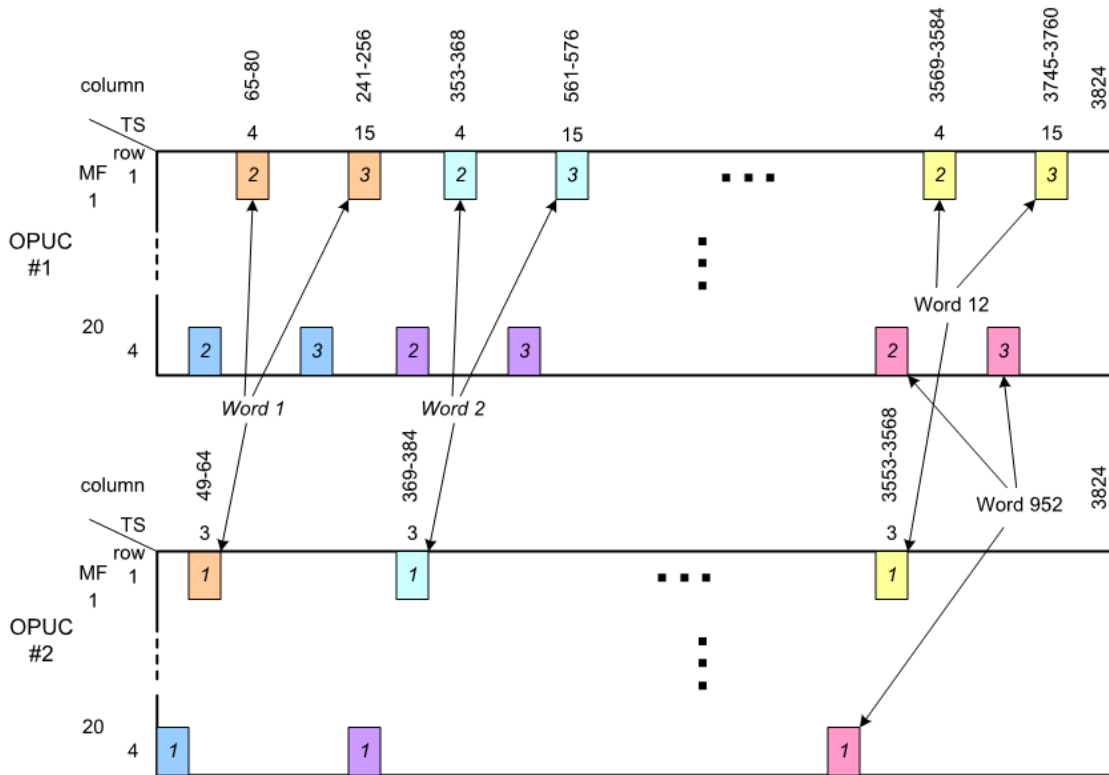 column 65-80 241-256 353-368 561-576 3569-3584 3745-3760 3824
TS 4 15 4 15 4 15
row
MF 1 2 3 2 3 2 3
1
OPUC
#1
Word 12
20
4 2 3 2 3 2 3
Word 1 Word 2
column 49-64 369-384 3553-3568 Word 952 3824
TS 3 3 3
row
MF 1 1 1 1
1
OPUC
#2
20
4 1 1 1